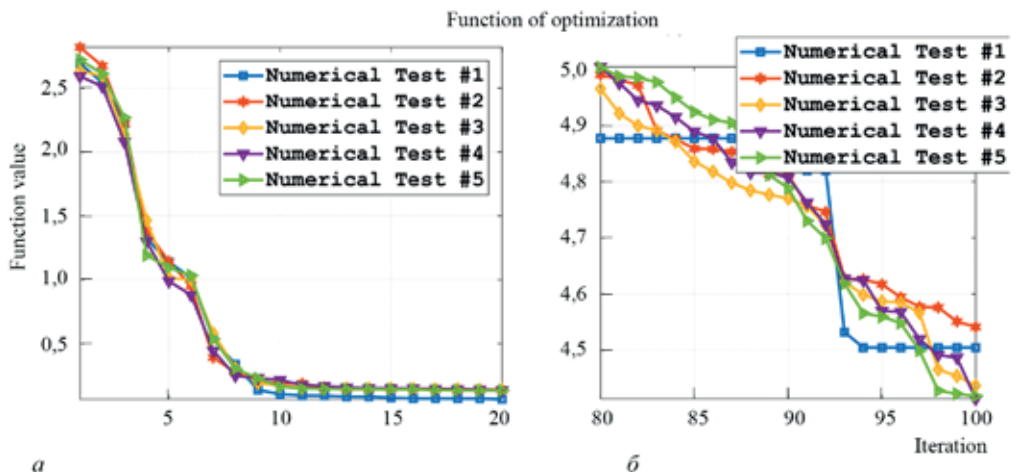 Function of optimization
Function value
2,5
2,0
1,5
1,0
0,5
5
10
15
20
Numerical Test #1
Numerical Test #2
Numerical Test #3
Numerical Test #4
Numerical Test #5
а
5,0
4,9
4,8
4,7
4,6
4,5
80
85
90
95
100
Numerical Test #1
Numerical Test #2
Numerical Test #3
Numerical Test #4
Numerical Test #5
Iteration
б